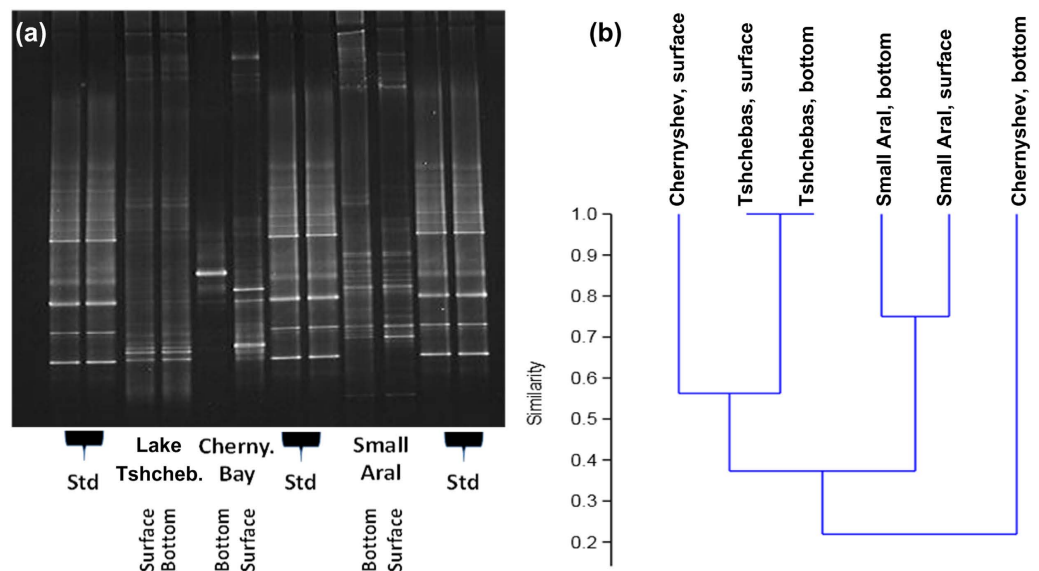 (a)
Std
Lake
Tshcheb.
Cherny.
Bay
Std
Small
Aral
Std
Surface
Bottom
Bottom
Surface
Bottom
Surface
(b)
Chernyshev, surface
Tshchebas, surface
Tshchebas, bottom
Small Aral, bottom
Small Aral, surface
Chernyshev, bottom
Similarity
1.0
0.9
0.8
0.7
0.6
0.5
0.4
0.3
0.2